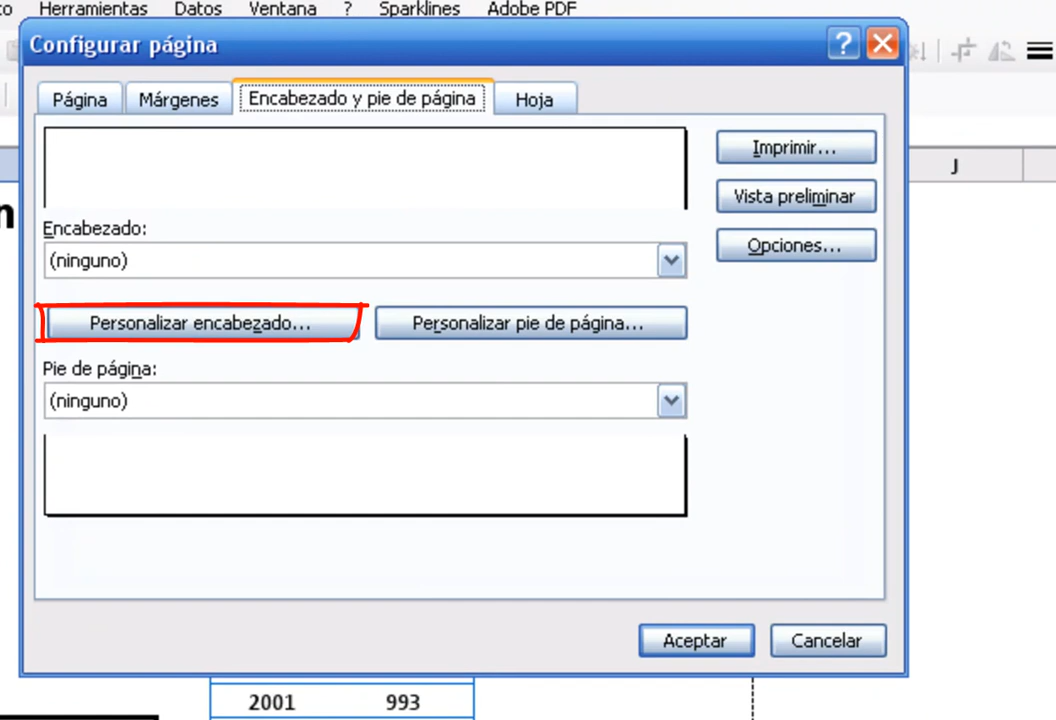 Herramientas Datos Ventana ? Sparklines Adobe PDF
Configurar página
Página Márgenes Encabezado y pie de página Hoja
Imprimir...
Vista preliminar
Opciones...
J
Encabezado:
(ninguno)
Personalizar encabezado... Personalizar pie de página...
Pie de página:
(ninguno)
Aceptar Cancelar
2001 993